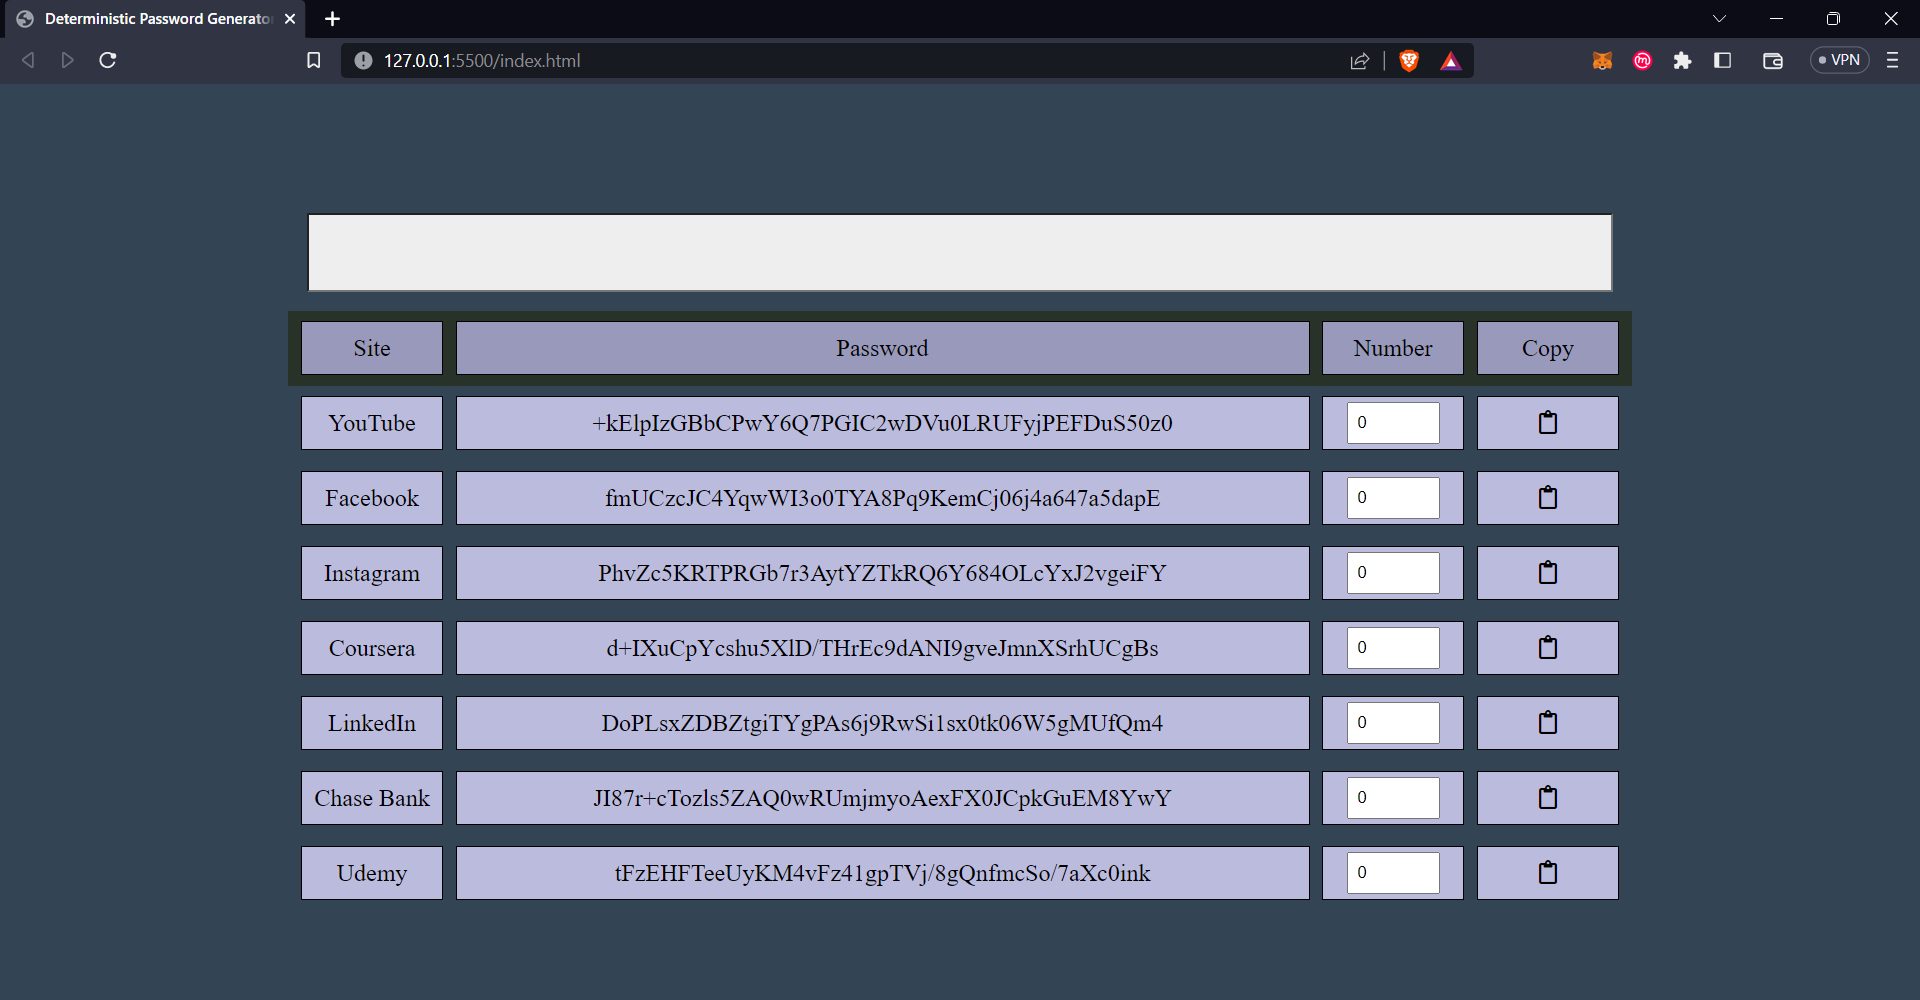 Deterministic Password Generator
127.0.0.1:5500/index.html
VPN
Site Password Number Copy
YouTube +kElpIzGBbCPwY6Q7PGIC2wDVu0LRUFyjPEFDuS50z0 0
Facebook fmUCzcJC4YqwWI3o0TYA8Pq9KemCj06j4a647a5dapE 0
Instagram PhvZc5KRTPRGb7r3AytYZTkRQ6Y684OLcYxJ2vgeiFY 0
Coursera d+IXuCpYcshu5XlD/THrEc9dANI9gveJmnXSrhUCgBs 0
LinkedIn DoPLsxZDBZtgiTYgPAs6j9RwSi1sx0tk06W5gMUfQm4 0
Chase Bank JI87r+cTozls5ZAQ0wRUmjmyoAexFX0JCpkGuEM8YwY 0
Udemy tFzEHFTeeUyKM4vFz41gpTVj/8gQnfmcSo/7aXc0ink 0